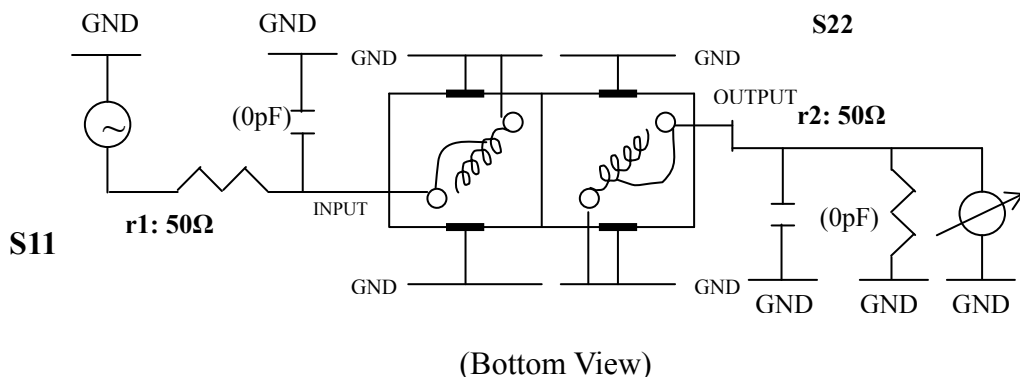 S22
GND
GND
GND
GND
OUTPUT
(0pF)
r2: 50Ω
~
INPUT
(0pF)
r1: 50Ω
S11
GND
GND
GND
GND
GND
(Bottom View)